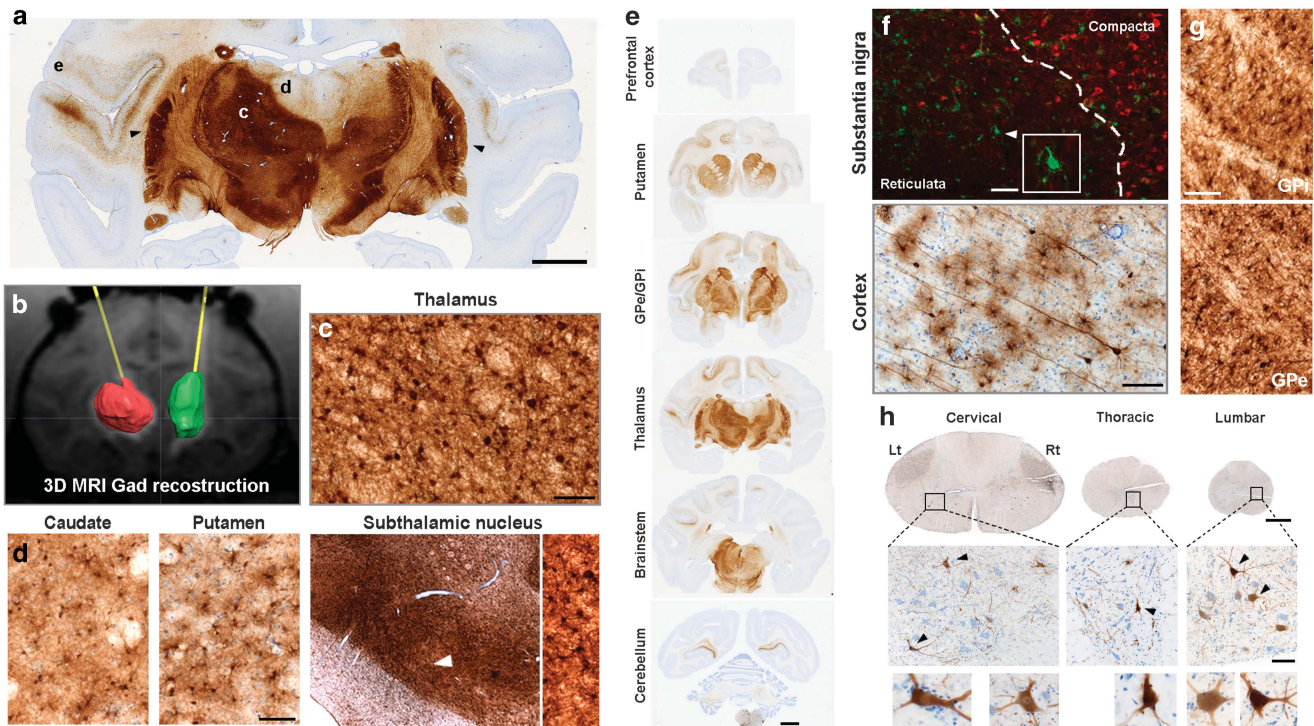 a
e
d
c
b
3D MRI Gad recostruction
Thalamus
c
Caudate
Putamen
Subthalamic nucleus
d
e
Prefrontal
cortex
Putamen
GPe/GPi
Thalamus
Brainstem
Cerebellum
f
Substantia nigra
Compacta
Reticulata
Cortex
g
GPi
GPe
h
Cervical
Thoracic
Lumbar
Lt
Rt